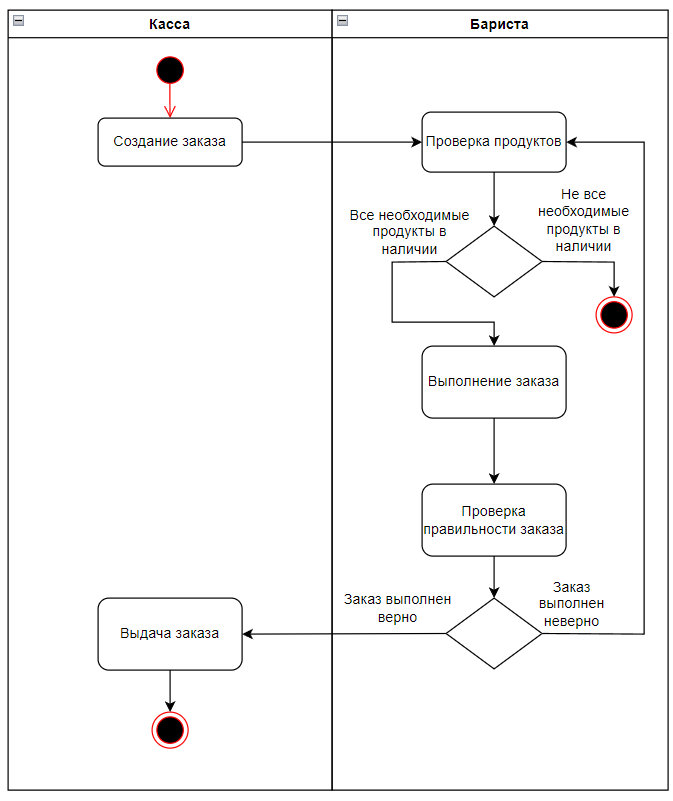 Касса
Бариста
Создание заказа
Проверка продуктов
Все необходимые
продукты в
наличии
Не все
необходимые
продукты в
наличии
Выполнение заказа
Проверка
правильности заказа
Заказ выполнен
верно
Заказ
выполнен
неверно
Выдача заказа